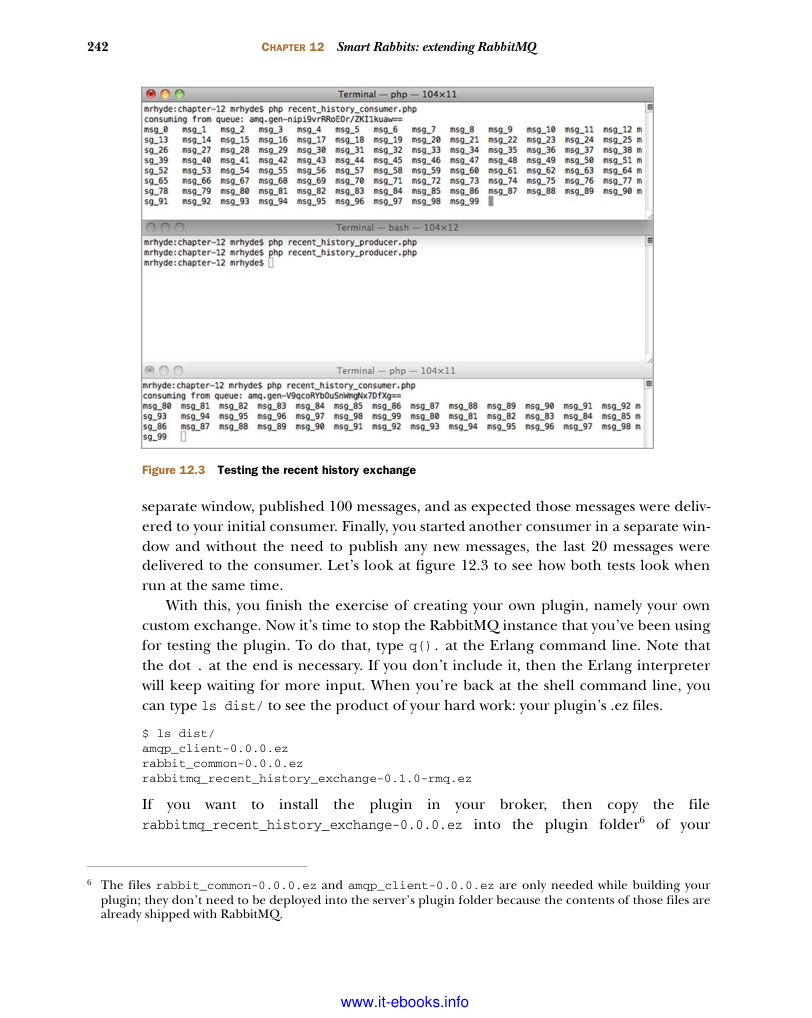 242
CHAPTER 12 Smart Rabbits: extending RabbitMQ
Terminal — php — 104×11
mrhyde:chapter-12 mrhyde$ php recent_history_consumer.php
consuming from queue: amq.gen-nipi9vrRRoEOr/ZKI1kuaw==
msg_0 msg_1 msg_2 msg_3 msg_4 msg_5 msg_6 msg_7 msg_8 msg_9 msg_10 msg_11 msg_12 m
sg_13 msg_14 msg_15 msg_16 msg_17 msg_18 msg_19 msg_20 msg_21 msg_22 msg_23 msg_24 msg_25 m
sg_26 msg_27 msg_28 msg_29 msg_30 msg_31 msg_32 msg_33 msg_34 msg_35 msg_36 msg_37 msg_38 m
sg_39 msg_40 msg_41 msg_42 msg_43 msg_44 msg_45 msg_46 msg_47 msg_48 msg_49 msg_50 msg_51 m
sg_52 msg_53 msg_54 msg_55 msg_56 msg_57 msg_58 msg_59 msg_60 msg_61 msg_62 msg_63 msg_64 m
sg_65 msg_66 msg_67 msg_68 msg_69 msg_70 msg_71 msg_72 msg_73 msg_74 msg_75 msg_76 msg_77 m
sg_78 msg_79 msg_80 msg_81 msg_82 msg_83 msg_84 msg_85 msg_86 msg_87 msg_88 msg_89 msg_90 m
sg_91 msg_92 msg_93 msg_94 msg_95 msg_96 msg_97 msg_98 msg_99
Terminal — bash — 104×12
mrhyde:chapter-12 mrhyde$ php recent_history_producer.php
mrhyde:chapter-12 mrhyde$ php recent_history_producer.php
mrhyde:chapter-12 mrhyde$
Terminal — php — 104×11
mrhyde:chapter-12 mrhyde$ php recent_history_consumer.php
consuming from queue: amq.gen-V9qcoRYbOuSnWmgNx7DfXg==
msg_80 msg_81 msg_82 msg_83 msg_84 msg_85 msg_86 msg_87 msg_88 msg_89 msg_90 msg_91 msg_92 m
sg_93 msg_94 msg_95 msg_96 msg_97 msg_98 msg_99 msg_80 msg_81 msg_82 msg_83 msg_84 msg_85 m
sg_86 msg_87 msg_88 msg_89 msg_90 msg_91 msg_92 msg_93 msg_94 msg_95 msg_96 msg_97 msg_98 m
sg_99
Figure 12.3 Testing the recent history exchange
separate window, published 100 messages, and as expected those messages were deliv-
ered to your initial consumer. Finally, you started another consumer in a separate win-
dow and without the need to publish any new messages, the last 20 messages were
delivered to the consumer. Let's look at figure 12.3 to see how both tests look when
run at the same time.
With this, you finish the exercise of creating your own plugin, namely your own
custom exchange. Now it's time to stop the RabbitMQ instance that you've been using
for testing the plugin. To do that, type q(). at the Erlang command line. Note that
the dot . at the end is necessary. If you don't include it, then the Erlang interpreter
will keep waiting for more input. When you're back at the shell command line, you
can type ls dist/ to see the product of your hard work: your plugin's .ez files.
$ ls dist/
amqp_client-0.0.0.ez
rabbit_common-0.0.0.ez
rabbitmq_recent_history_exchange-0.1.0-rmq.ez
If you want to install the plugin in your broker, then copy the file
rabbitmq_recent_history_exchange-0.0.0.ez into the plugin folder6 of your
6 The files rabbit_common-0.0.0.ez and amqp_client-0.0.0.ez are only needed while building your
plugin; they don't need to be deployed into the server's plugin folder because the contents of those files are
already shipped with RabbitMQ.
www.it-ebooks.info